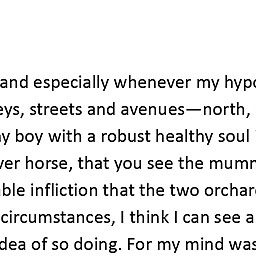 and especially whenever my hypo
eys, streets and avenues—north,
y boy with a robust healthy soul
ver horse, that you see the mum
ble infliction that the two orchar
circumstances, I think I can see a
dea of so doing. For my mind was